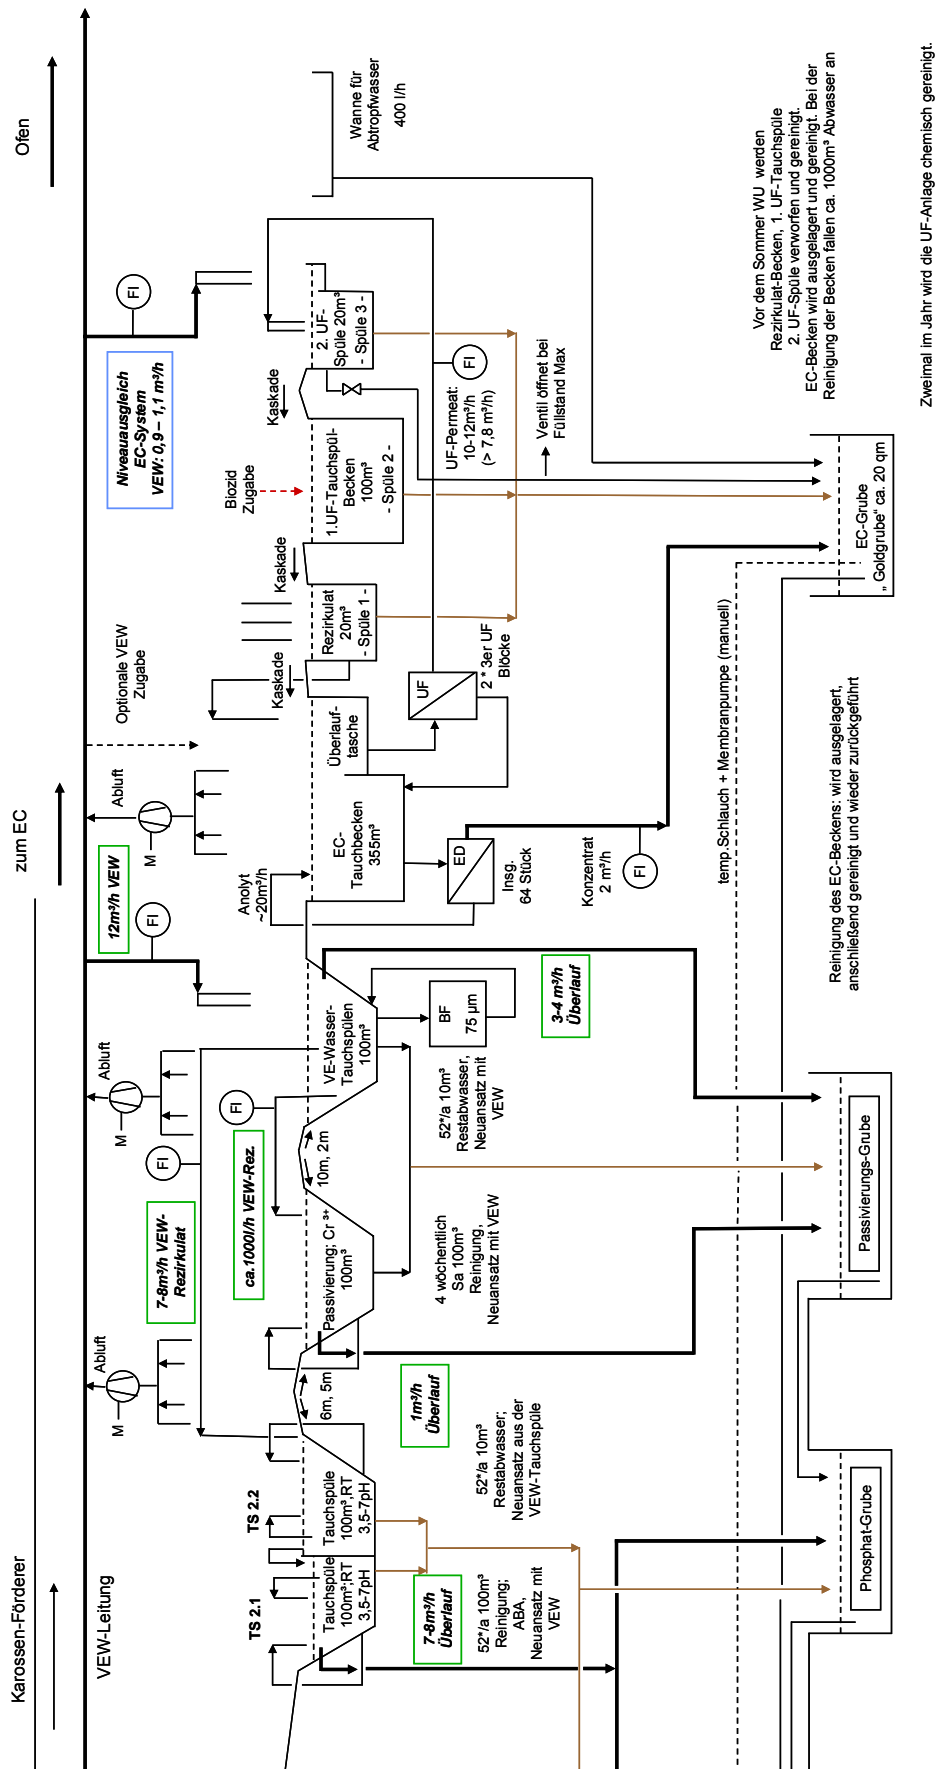 Karossen-Förderer
VEW-Leitung
zum EC
Ofen
TS 2.1
TS 2.2
Tauchspüle
100m³;RT
3,5-7pH
Tauchspüle
100m³,RT
3,5-7pH
7-8m³/h
Überlauf
52*/a 100m³
Reinigung;
ABA,
Neuansatz mit
VEW
52*/a 10m³
Restabwasser;
Neuansatz aus der
VEW-Tauchspüle
6m, 5m
1m³/h
Überlauf
M
Abluft
7-8m³/h VEW-
Rezirkulat
FI
M
Abluft
Passivierung; Cr ³⁺
100m³
ca.1000l/h VEW-Rez.
FI
10m, 2m
4 wöchentlich
Sa 100m³
Reinigung,
Neuansatz mit VEW
52*/a 10m³
Restabwasser,
Neuansatz mit
VEW
VE-Wasser-
Tauchspülen
100m³
BF
75 µm
3-4 m³/h
Überlauf
12m³/h VEW
FI
M
Abluft
Anolyt
~20m³/h
EC-
Tauchbecken
355m³
Überlauf-
tasche
ED
Insg.
64 Stück
Konzentrat
2 m³/h
FI
UF
2 * 3er UF
Blöcke
Optionale VEW
Zugabe
Kaskade
Rezirkulat
20m³
- Spüle 1 -
Kaskade
Biozid
Zugabe
1.UF-Tauchspül-
Becken
100m³
- Spüle 2 -
Kaskade
2. UF-
Spüle 20m³
- Spüle 3 -
Niveauausgleich
EC-System
VEW: 0,9 – 1,1 m³/h
FI
UF-Permeat:
10-12m³/h
(> 7,8 m³/h)
FI
Ventil öffnet bei
Füllstand Max
Wanne für
Abtropfwasser
400 l/h
temp.Schlauch + Membranpumpe (manuell)
Phosphat-Grube
Passivierungs-Grube
EC-Grube
„ Goldgrube“ ca. 20 qm
Reinigung des EC-Beckens: wird ausgelagert,
anschließend gereinigt und wieder zurückgeführt
Vor dem Sommer WU werden
Rezirkulat-Becken, 1. UF-Tauchspüle
2. UF-Spüle verworfen und gereinigt.
EC-Becken wird ausgelagert und gereinigt. Bei der
Reinigung der Becken fallen ca. 1000m³ Abwasser an
Zweimal im Jahr wird die UF-Anlage chemisch gereinigt.